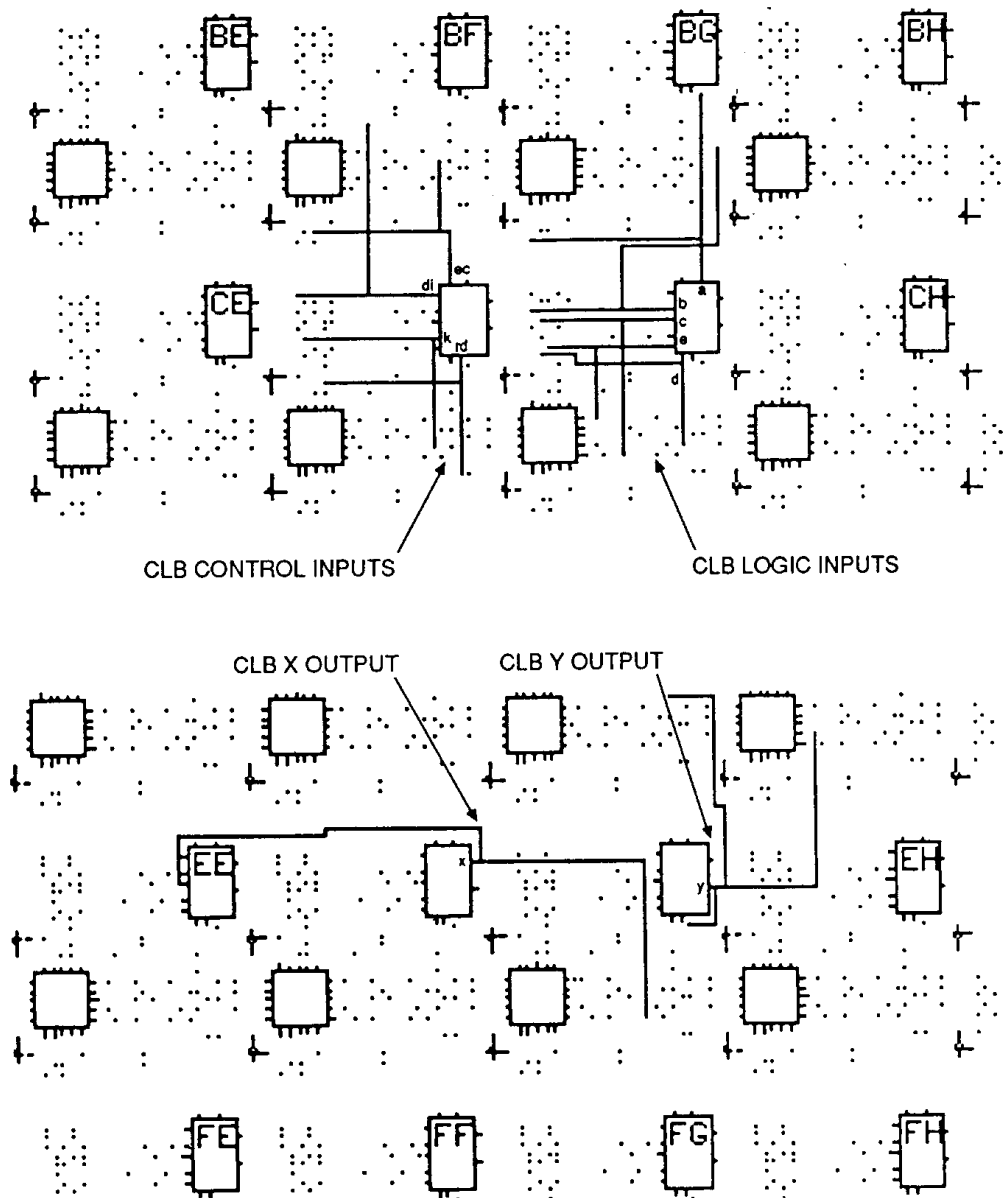 BE BF BG BH
ec
di
a
CE
b
c
CH
k
rd
e
d
CLB CONTROL INPUTS CLB LOGIC INPUTS
CLB X OUTPUT CLB Y OUTPUT
EE x y EH
FE FF FG FH